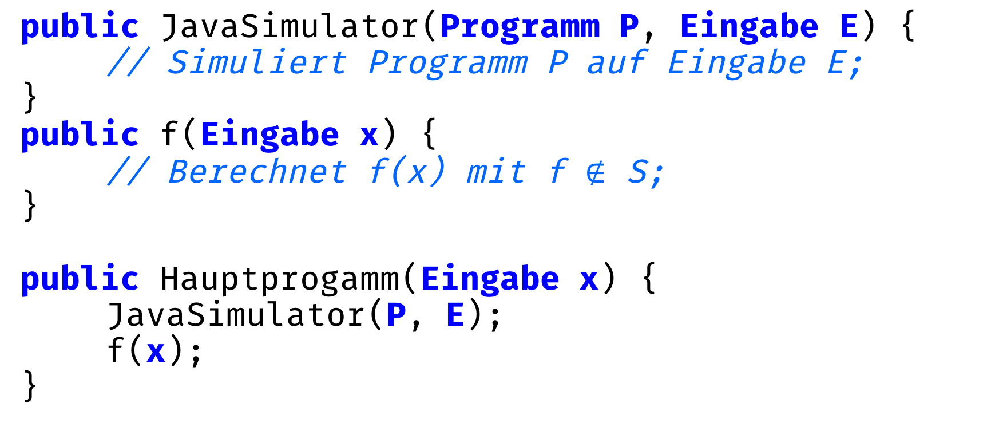 public JavaSimulator(Programm P, Eingabe E) {
// Simuliert Programm P auf Eingabe E;
}
public f(Eingabe x) {
// Berechnet f(x) mit f ∉ S;
}
public Hauptprogamm(Eingabe x) {
JavaSimulator(P, E);
f(x);
}